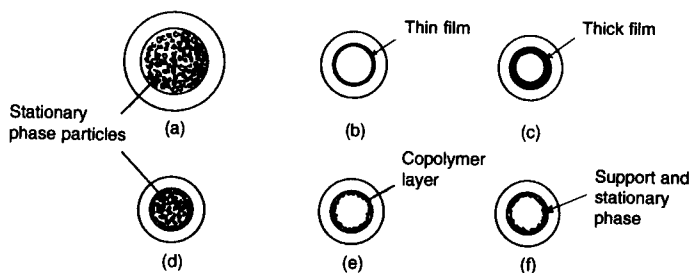 Thin film
Thick film
Stationary
phase particles
(a)
(b)
(c)
Copolymer
layer
Support and
stationary
phase
(d)
(e)
(f)